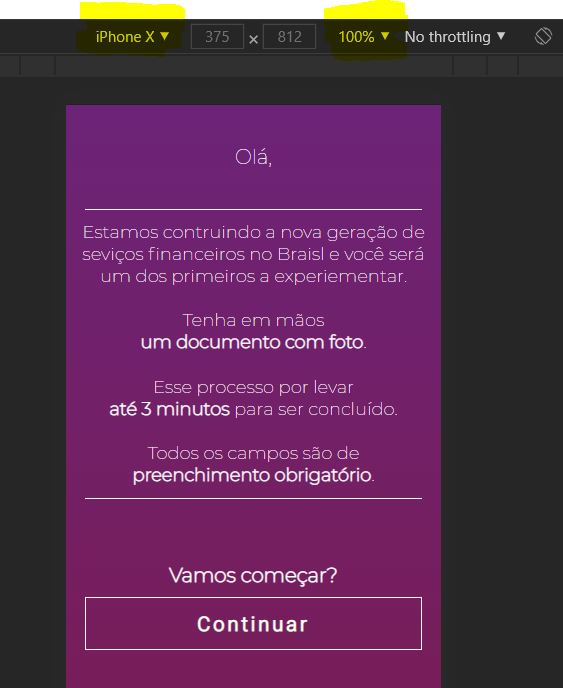 iPhone X ▼ 375 × 812 100% ▼ No throttling ▼
Olá,
Estamos contruindo a nova geração de
seviços financeiros no Braisl e você será
um dos primeiros a experiementar.
Tenha em mãos
um documento com foto.
Esse processo por levar
até 3 minutos para ser concluído.
Todos os campos são de
preenchimento obrigatório.
Vamos começar?
Continuar